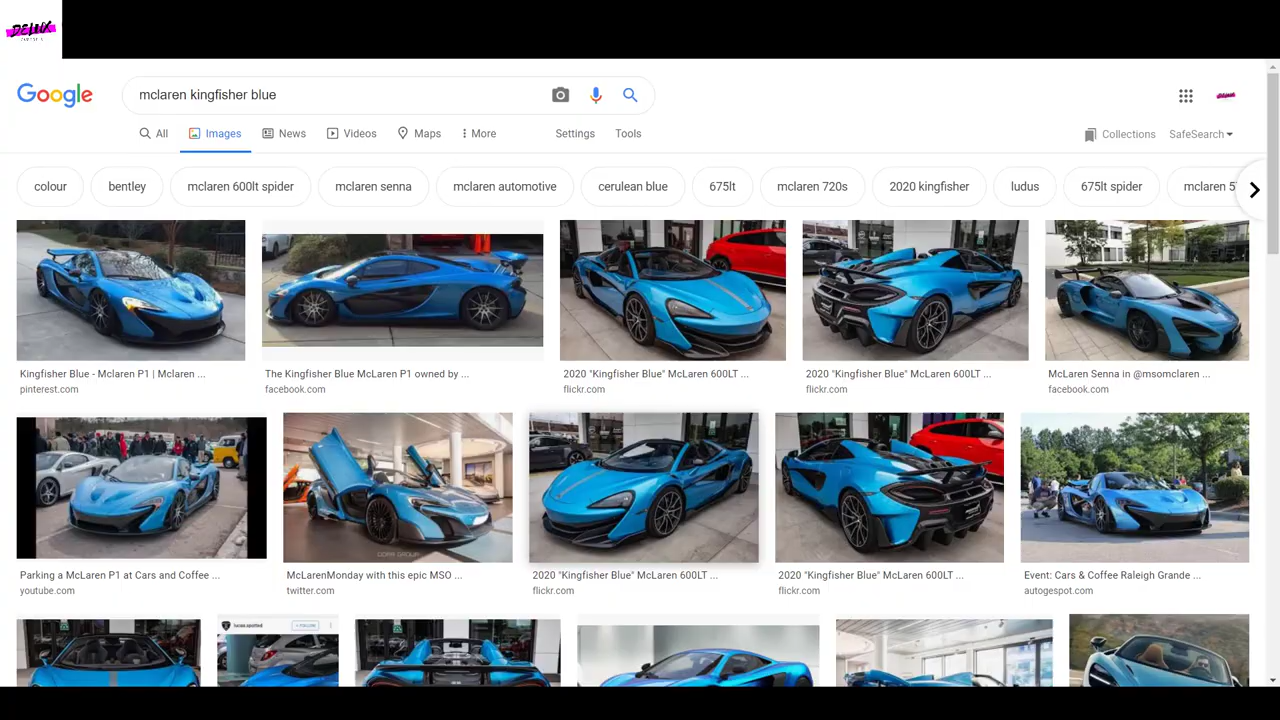 DELUX
Google
mclaren kingfisher blue
All
Images
News
Videos
Maps
More
Settings
Tools
Collections
SafeSearch
colour
bentley
mclaren 600lt spider
mclaren senna
mclaren automotive
cerulean blue
675lt
mclaren 720s
2020 kingfisher
ludus
675lt spider
mclaren 5
Kingfisher Blue - Mclaren P1 | Mclaren ...
pinterest.com
The Kingfisher Blue McLaren P1 owned by ...
facebook.com
2020 "Kingfisher Blue" McLaren 600LT ...
flickr.com
2020 "Kingfisher Blue" McLaren 600LT ...
flickr.com
McLaren Senna in @msomclaren ...
facebook.com
Parking a McLaren P1 at Cars and Coffee ...
youtube.com
McLarenMonday with this epic MSO ...
twitter.com
2020 "Kingfisher Blue" McLaren 600LT ...
flickr.com
2020 "Kingfisher Blue" McLaren 600LT ...
flickr.com
Event: Cars & Coffee Raleigh Grande ...
autogespot.com